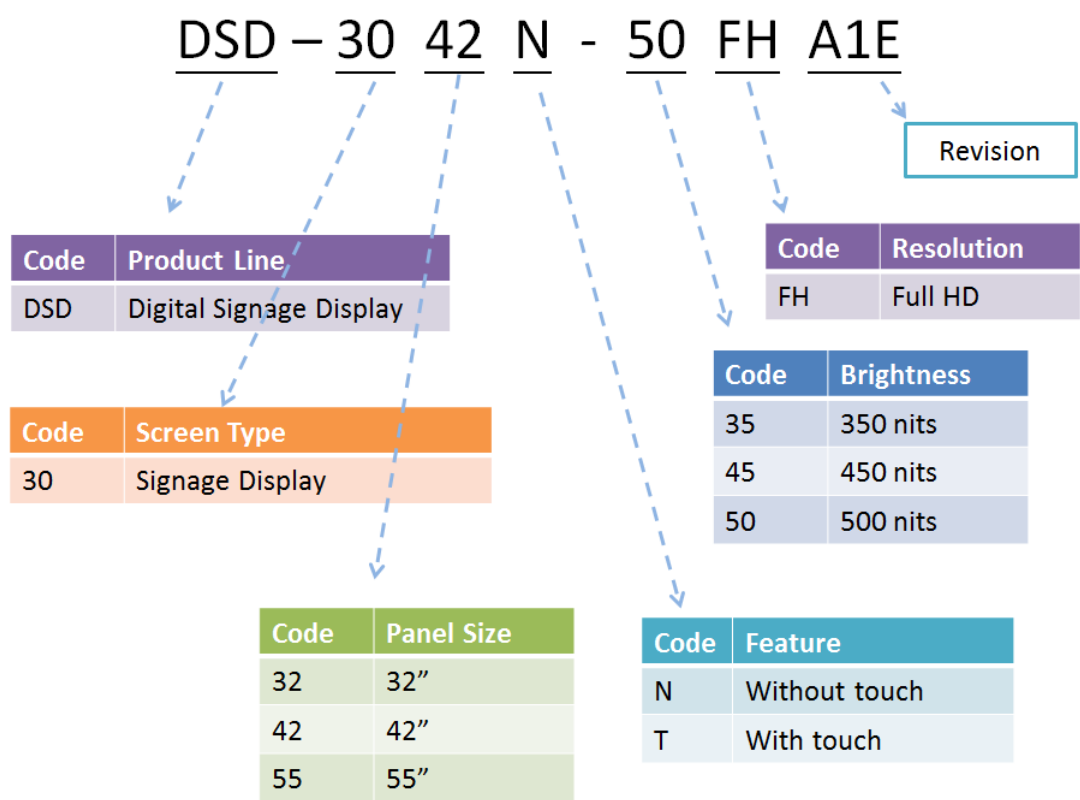 DSD – 30 42 N - 50 FH A1E
Revision
Code Product Line
DSD Digital Signage Display
Code Resolution
FH Full HD
Code Screen Type
30 Signage Display
Code Brightness
35 350 nits
45 450 nits
50 500 nits
Code Panel Size
32 32”
42 42”
55 55”
Code Feature
N Without touch
T With touch